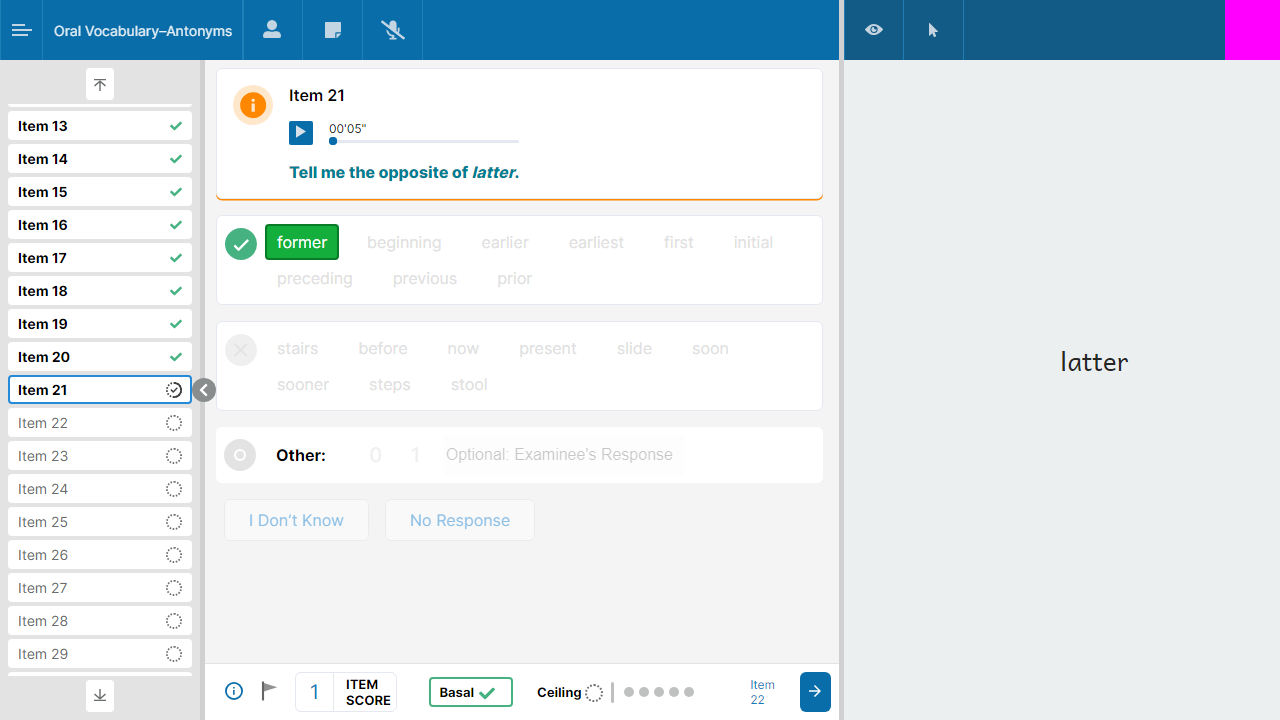 Oral Vocabulary–Antonyms
Item 13
Item 14
Item 15
Item 16
Item 17
Item 18
Item 19
Item 20
Item 21
Item 22
Item 23
Item 24
Item 25
Item 26
Item 27
Item 28
Item 29
Item 21
00'05"
Tell me the opposite of latter.
former beginning earlier earliest first initial
preceding previous prior
stairs before now present slide soon
sooner steps stool
Other: 0 1 Optional: Examinee's Response
I Don't Know No Response
1 ITEM SCORE Basal Ceiling Item 22
latter